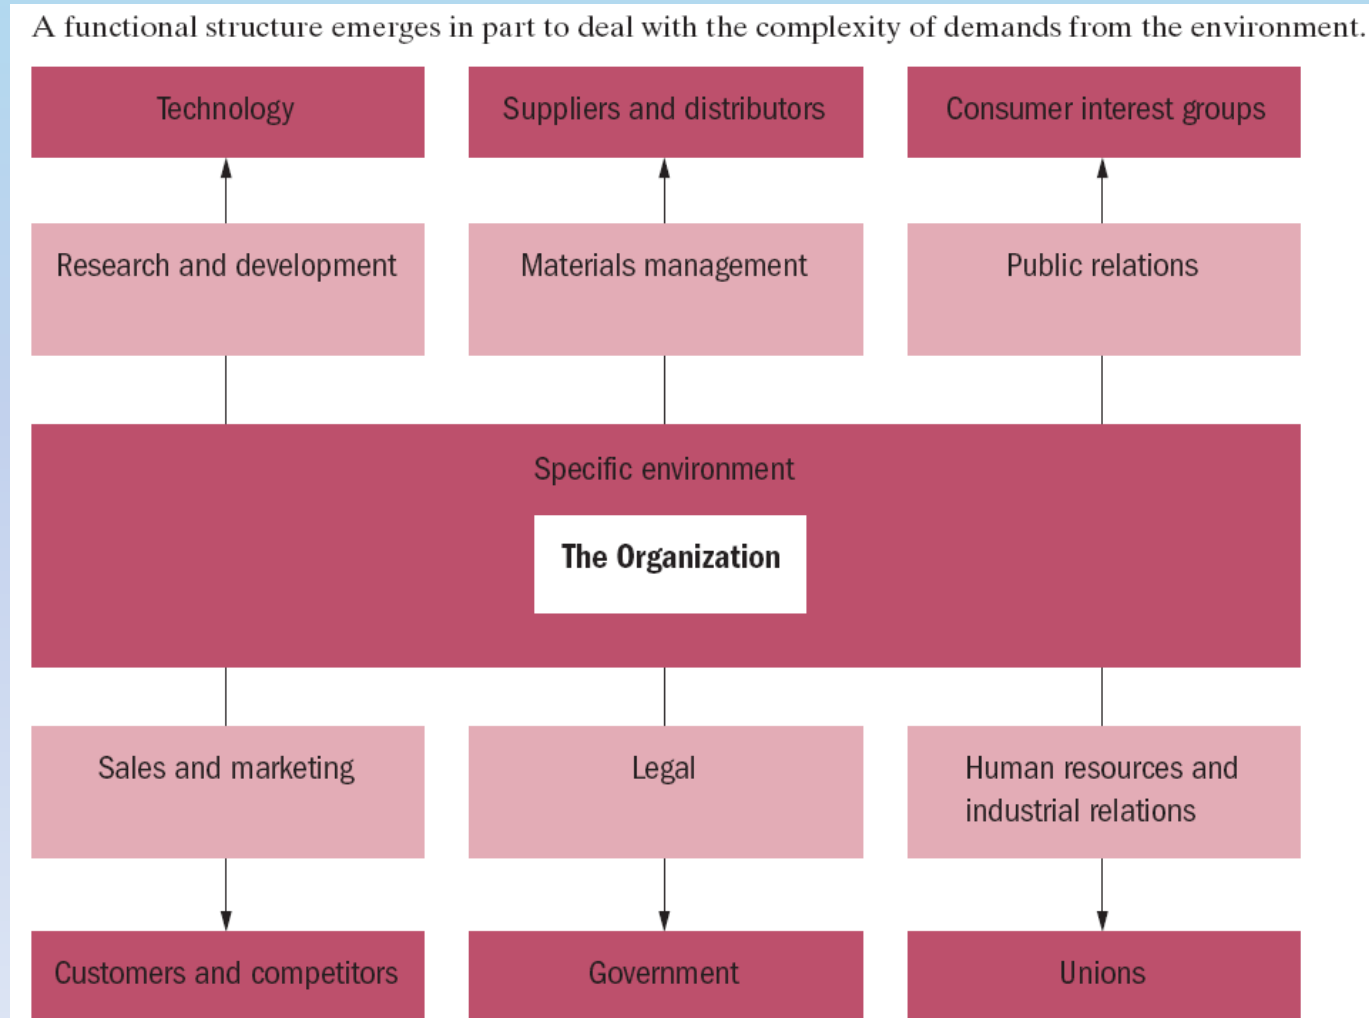 A functional structure emerges in part to deal with the complexity of demands from the environment.
Technology
Suppliers and distributors
Consumer interest groups
Research and development
Materials management
Public relations
Specific environment
The Organization
Sales and marketing
Legal
Human resources and
industrial relations
Customers and competitors
Government
Unions